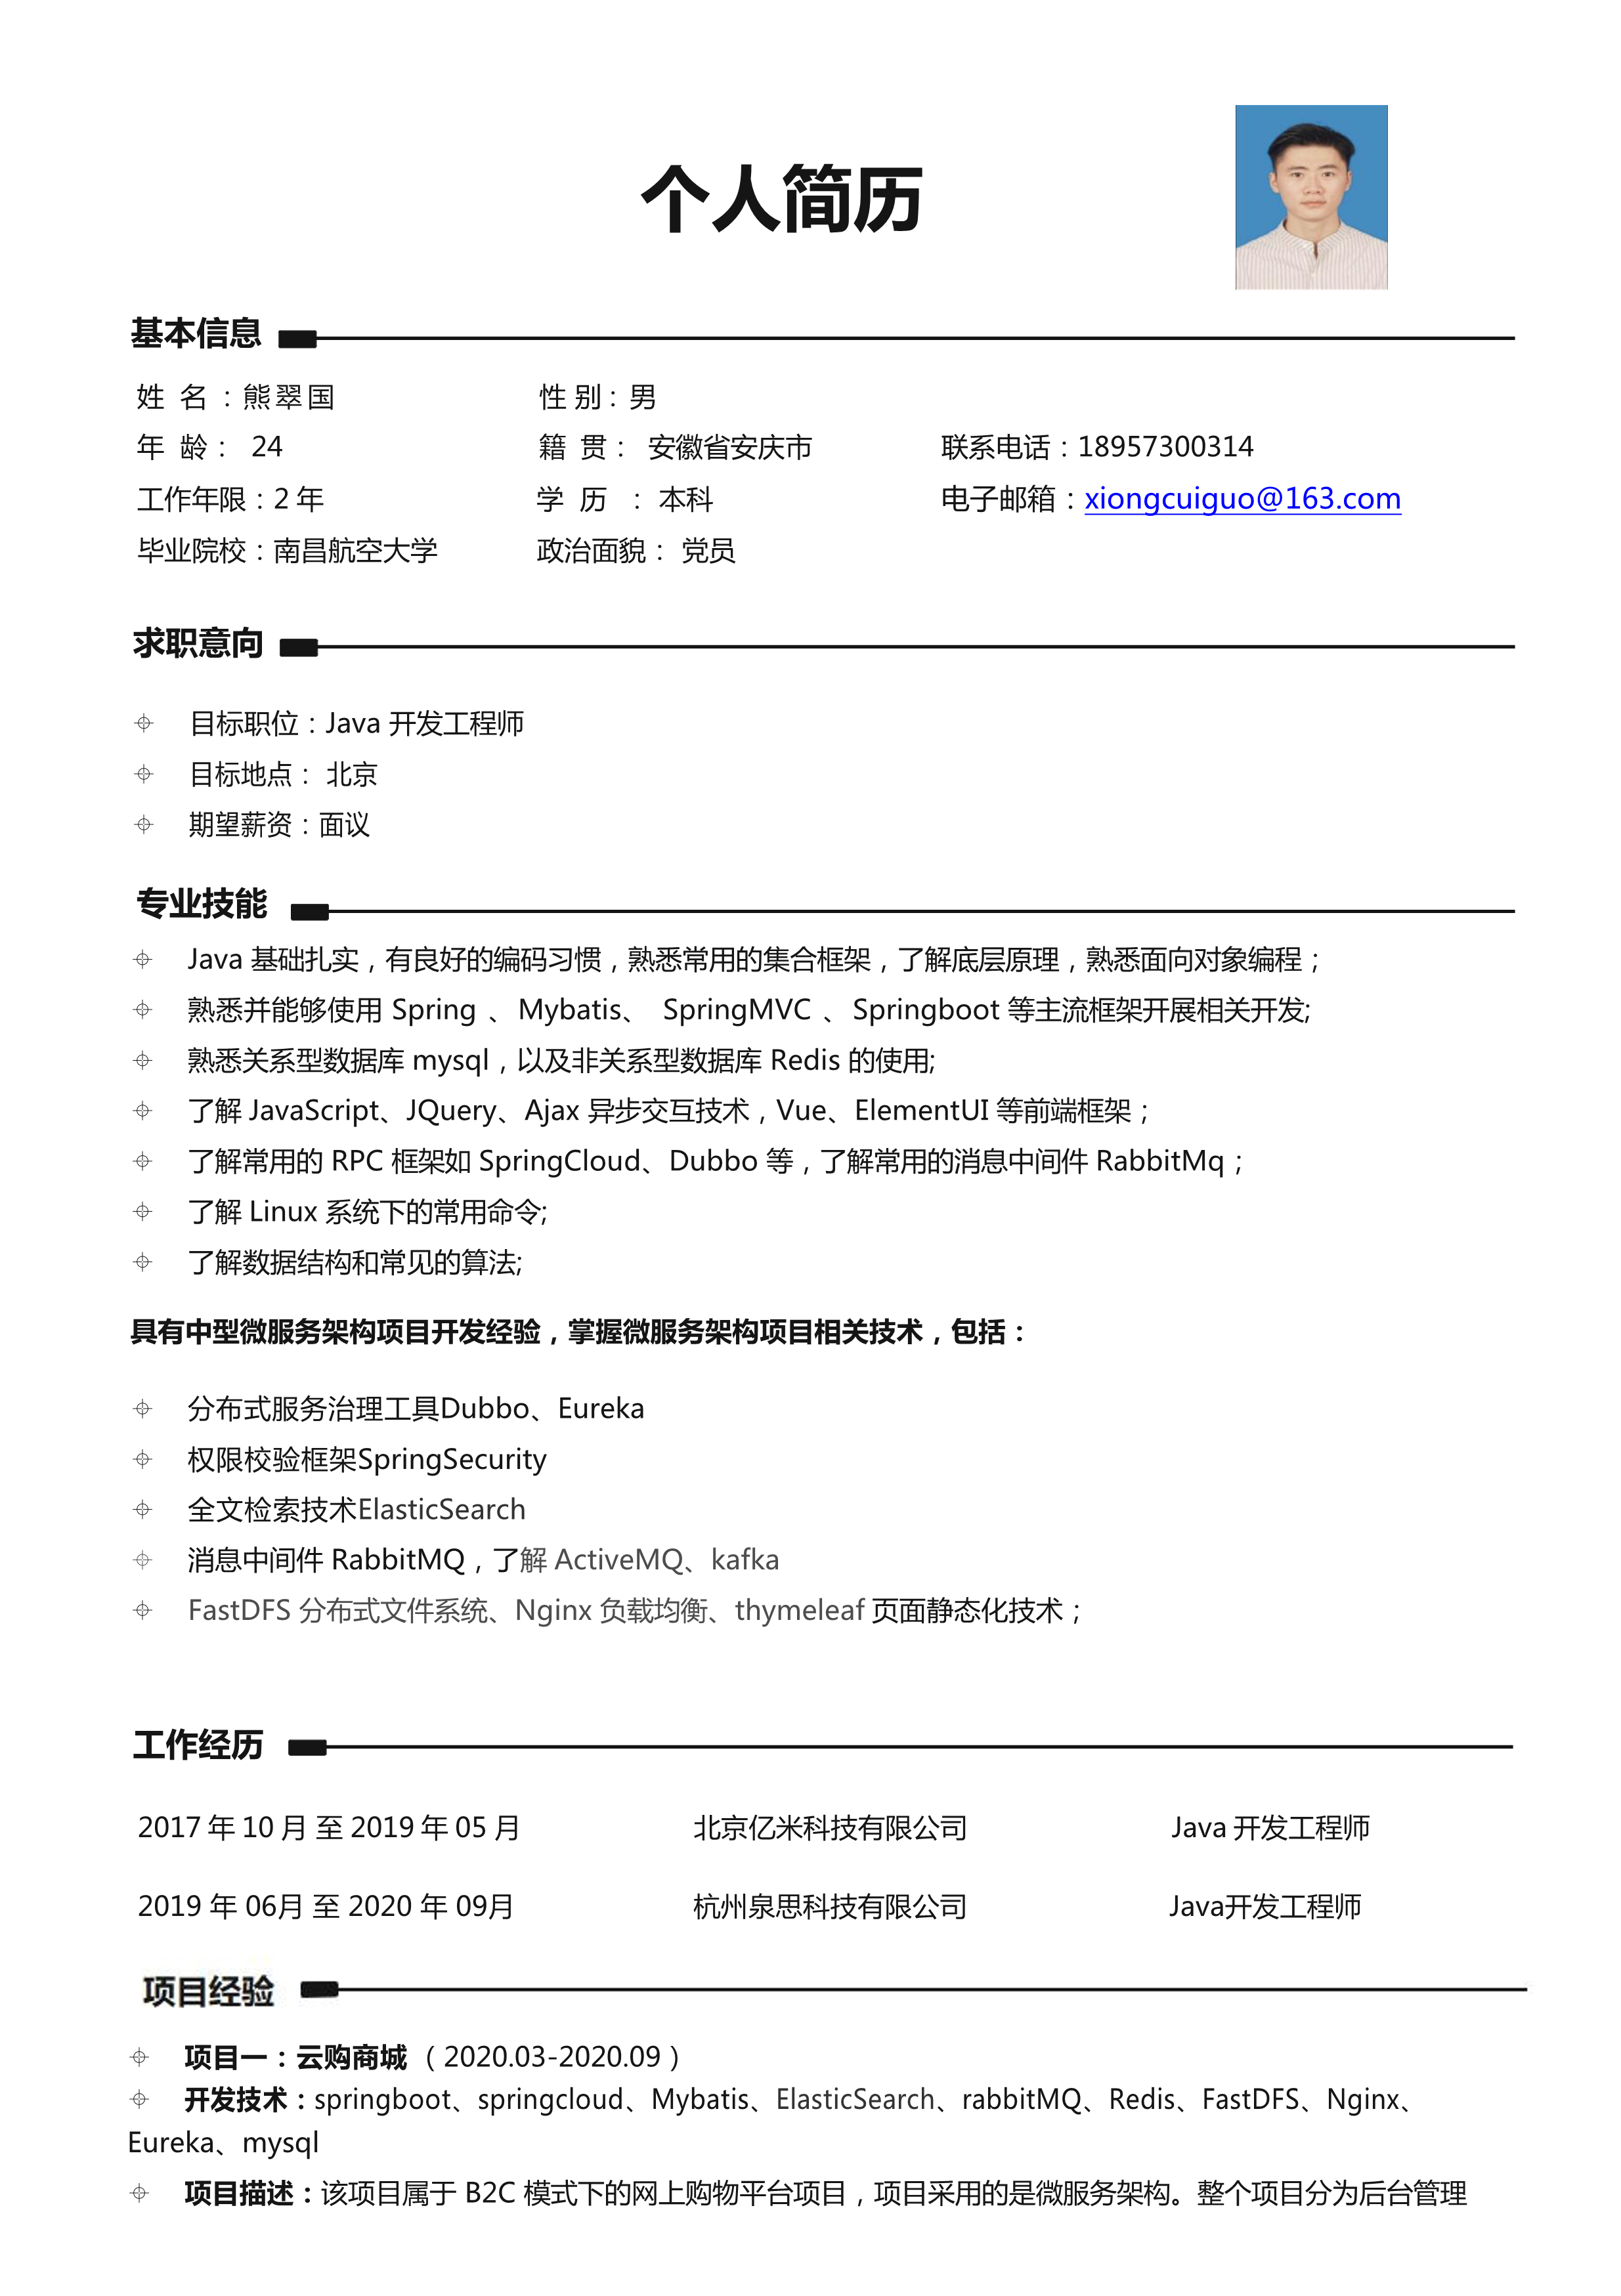 个人简历
基本信息
姓 名 ：熊翠国 性 别：男
年 龄： 24 籍 贯： 安徽省安庆市 联系电话：18957300314
工作年限：2 年 学 历 ： 本科 电子邮箱：xiongcuiguo@163.com
毕业院校：南昌航空大学 政治面貌： 党员
求职意向
目标职位：Java 开发工程师
目标地点： 北京
期望薪资：面议
专业技能
Java 基础扎实，有良好的编码习惯，熟悉常用的集合框架，了解底层原理，熟悉面向对象编程；
熟悉并能够使用 Spring 、Mybatis、 SpringMVC 、Springboot 等主流框架开展相关开发;
熟悉关系型数据库 mysql，以及非关系型数据库 Redis 的使用;
了解 JavaScript、JQuery、Ajax 异步交互技术，Vue、ElementUI 等前端框架；
了解常用的 RPC 框架如 SpringCloud、Dubbo 等，了解常用的消息中间件 RabbitMq；
了解 Linux 系统下的常用命令;
了解数据结构和常见的算法;
具有中型微服务架构项目开发经验，掌握微服务架构项目相关技术，包括：
分布式服务治理工具Dubbo、Eureka
权限校验框架SpringSecurity
全文检索技术ElasticSearch
消息中间件 RabbitMQ，了解 ActiveMQ、kafka
FastDFS 分布式文件系统、Nginx 负载均衡、thymeleaf 页面静态化技术；
工作经历
2017 年 10 月 至 2019 年 05 月 北京亿米科技有限公司 Java 开发工程师
2019 年 06月 至 2020 年 09月 杭州泉思科技有限公司 Java开发工程师
项目经验
项目一：云购商城（2020.03-2020.09）
开发技术：springboot、springcloud、Mybatis、ElasticSearch、rabbitMQ、Redis、FastDFS、Nginx、
Eureka、mysql
项目描述：该项目属于 B2C 模式下的网上购物平台项目，项目采用的是微服务架构。整个项目分为后台管理